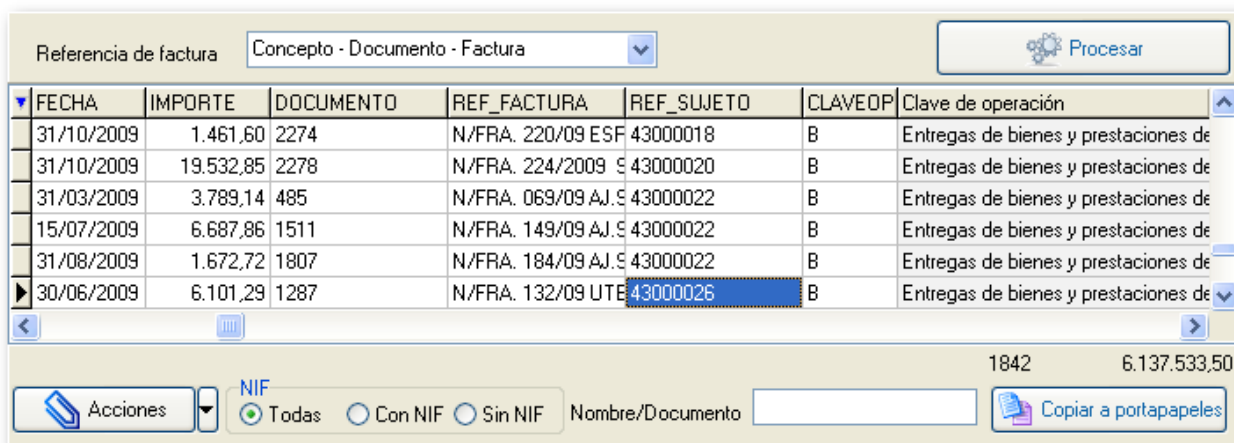 Referencia de factura Concepto - Documento - Factura Procesar
FECHA IMPORTE DOCUMENTO REF_FACTURA REF_SUJETO CLAVEOP Clave de operación
31/10/2009 1.461,60 2274 N/FRA. 220/09 ESF 43000018 B Entregas de bienes y prestaciones de
31/10/2009 19.532,85 2278 N/FRA. 224/2009 S 43000020 B Entregas de bienes y prestaciones de
31/03/2009 3.789,14 485 N/FRA. 069/09 AJ.S 43000022 B Entregas de bienes y prestaciones de
15/07/2009 6.687,86 1511 N/FRA. 149/09 AJ.S 43000022 B Entregas de bienes y prestaciones de
31/08/2009 1.672,72 1807 N/FRA. 184/09 AJ.S 43000022 B Entregas de bienes y prestaciones de
30/06/2009 6.101,29 1287 N/FRA. 132/09 UTE 43000026 B Entregas de bienes y prestaciones de
1842 6.137.533,50
NIF
Acciones Todas Con NIF Sin NIF Nombre/Documento Copiar a portapapeles